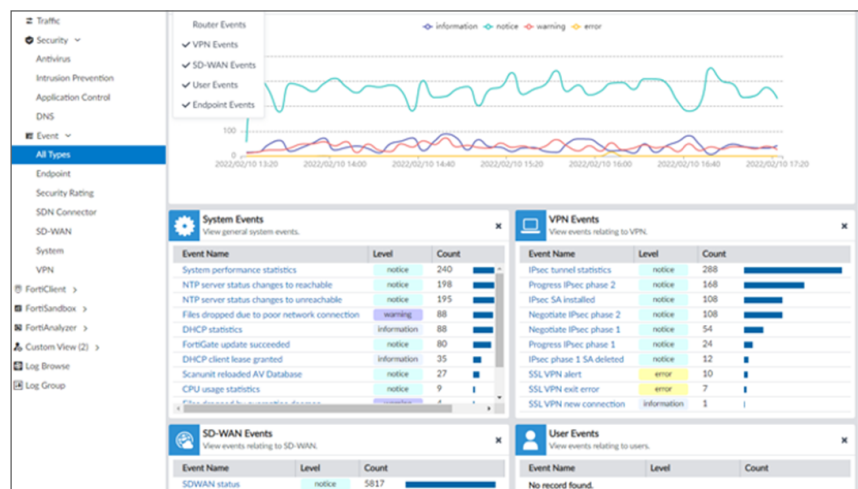 Traffic
Security
Antivirus
Intrusion Prevention
Application Control
DNS
Event
All Types
Endpoint
Security Rating
SDN Connector
SD-WAN
System
VPN
FortiClient
FortiSandbox
FortiAnalyzer
Custom View (2)
Log Browse
Log Group
Router Events
VPN Events
SD-WAN Events
User Events
Endpoint Events
information notice warning error
100
0
2022/02/10 13:20 2022/02/10 14:00 2022/02/10 14:40 2022/02/10 15:20 2022/02/10 16:00 2022/02/10 16:40 2022/02/10 17:20
System Events
View general system events.
Event Name Level Count
System performance statistics notice 240
NTP server status changes to reachable notice 198
NTP server status changes to unreachable notice 195
Files dropped due to poor network connection warning 88
DHCP statistics information 88
FortiGate update succeeded notice 80
DHCP client lease granted information 35
Scanunit reloaded AV Database notice 27
CPU usage statistics notice 9
VPN Events
View events relating to VPN.
Event Name Level Count
IPsec tunnel statistics notice 288
Progress IPsec phase 2 notice 168
IPsec SA installed notice 108
Negotiate IPsec phase 2 notice 108
Negotiate IPsec phase 1 notice 54
Progress IPsec phase 1 notice 24
IPsec phase 1 SA deleted notice 12
SSL VPN alert error 10
SSL VPN exit error error 7
SSL VPN new connection information 1
SD-WAN Events
View events relating to SD-WAN.
Event Name Level Count
SDWAN status notice 5817
User Events
View events relating to users.
Event Name Level Count
No record found.